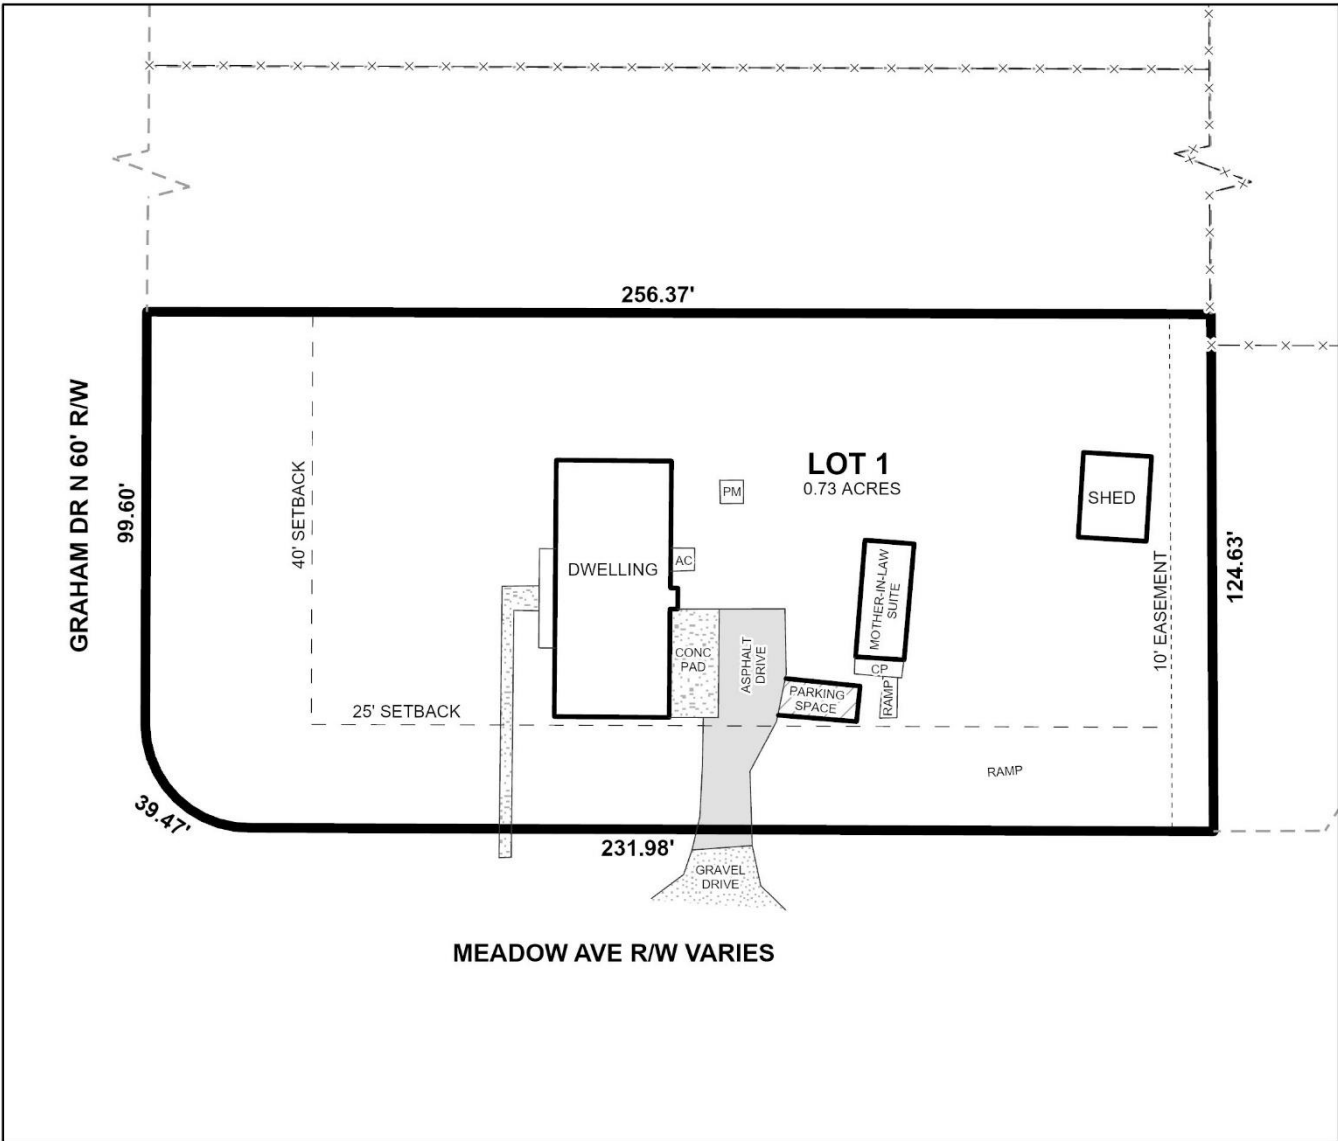 256.37'
GRAHAM DR N 60' R/W
99.60'
40' SETBACK
LOT 1
0.73 ACRES
PM
SHED
DWELLING
AC
MOTHER-IN-LAW
SUITE
10' EASEMENT
124.63'
CONC
PAD
ASPHALT
DRIVE
CP
RAMP
PARKING
SPACE
25' SETBACK
RAMP
39.47'
231.98'
GRAVEL
DRIVE
MEADOW AVE R/W VARIES